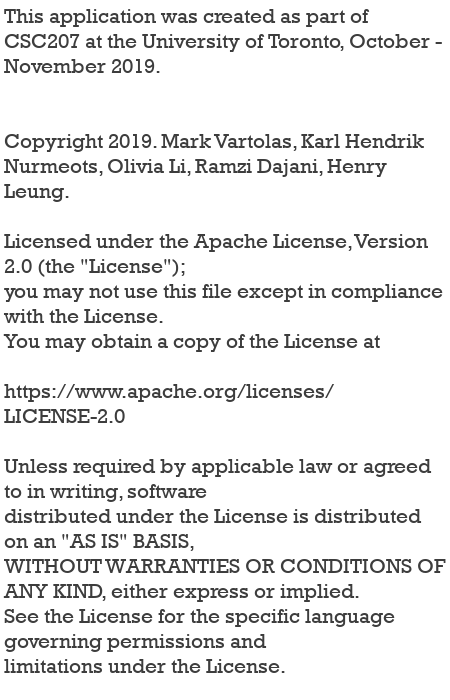 This application was created as part of
CSC207 at the University of Toronto, October -
November 2019.
Copyright 2019. Mark Vartolas, Karl Hendrik
Nurmeots, Olivia Li, Ramzi Dajani, Henry
Leung.
Licensed under the Apache License, Version
2.0 (the "License");
you may not use this file except in compliance
with the License.
You may obtain a copy of the License at
https://www.apache.org/licenses/
LICENSE-2.0
Unless required by applicable law or agreed
to in writing, software
distributed under the License is distributed
on an "AS IS" BASIS,
WITHOUT WARRANTIES OR CONDITIONS OF
ANY KIND, either express or implied.
See the License for the specific language
governing permissions and
limitations under the License.